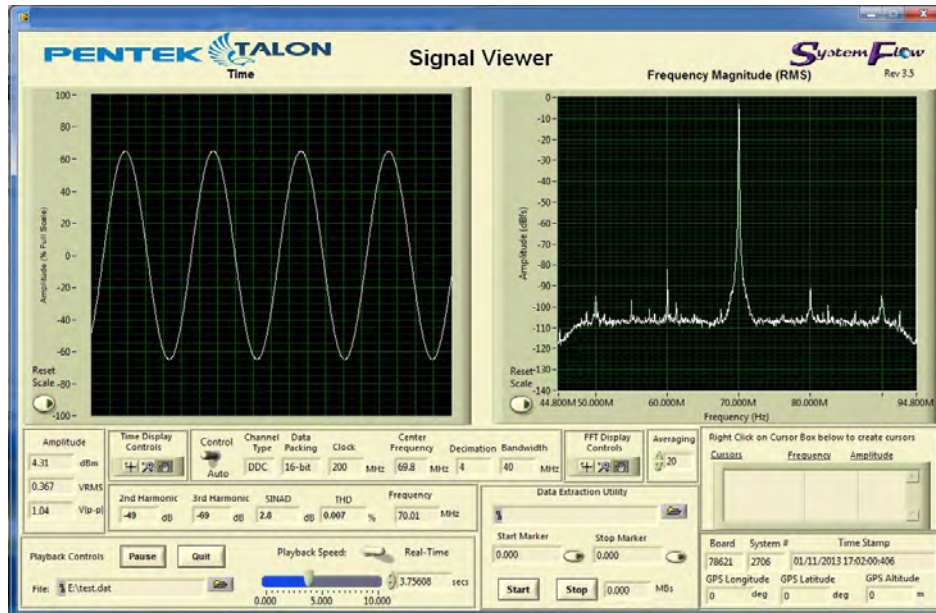 PENTEK TALON
Signal Viewer
SystemFlow
Rev 3.5
Time
Frequency Magnitude (RMS)
Amplitude (% Full Scale)
100
80
60
40
20
0
-20
-40
-60
-80
-100
Reset
Scale
Amplitude (dBfs)
0
-10
-20
-30
-40
-50
-60
-70
-80
-90
-100
-110
-120
-130
-140
Reset
Scale
44.800M 50.000M 60.000M 70.000M 80.000M 94.800M
Frequency (Hz)
Amplitude
4.31 dBm
0.367 VRMS
1.04 V(p-p)
Time Display
Controls
Control
Auto
Channel
Type
DDC
Data
Packing
16-bit
Clock
200 MHz
Center
Frequency
69.8 MHz
Decimation
4
Bandwidth
40 MHz
FFT Display
Controls
Averaging
20
Right Click on Cursor Box below to create cursors
Cursors Frequency Amplitude
2nd Harmonic
-49 dB
3rd Harmonic
-69 dB
SINAD
2.8 dB
THD
0.007 %
Frequency
70.01 MHz
Data Extraction Utility
Start Marker
0.000
Stop Marker
0.000
Start Stop 0.000 MBs
Playback Controls Pause Quit
File: E:\test.dat
Playback Speed: Real-Time
0.000 5.000 10.000
3.75608 secs
Board System # Time Stamp
78621 2706 01/11/2013 17:02:00:406
GPS Longitude GPS Latitude GPS Altitude
0 deg 0 deg 0 m